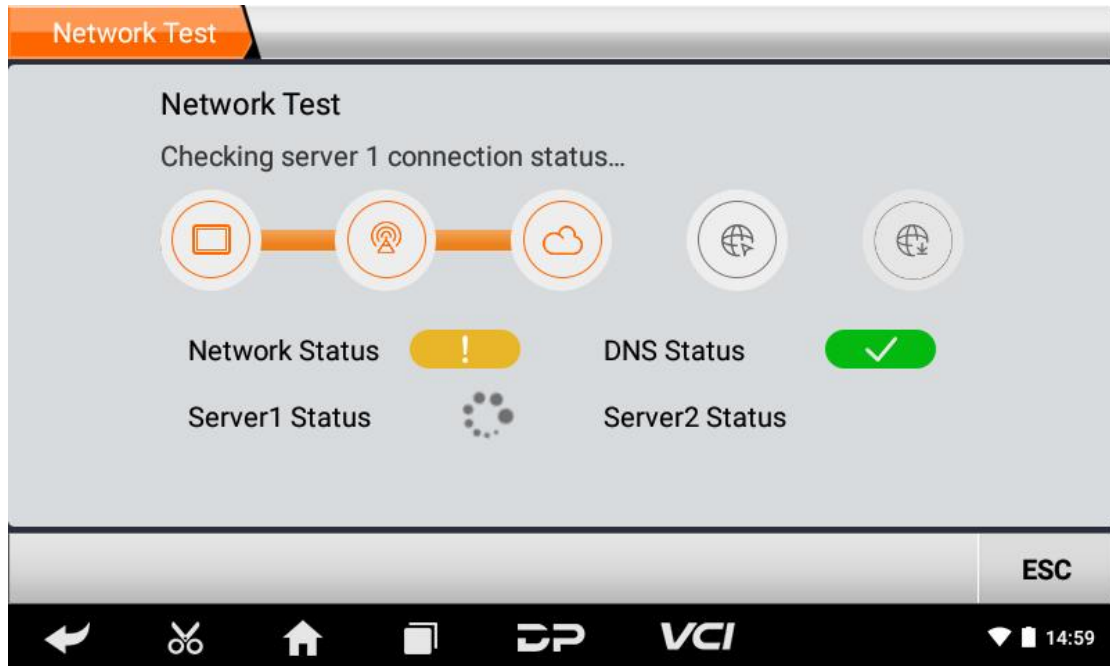 Network Test
Network Test
Checking server 1 connection status...
Network Status ! DNS Status
Server1 Status Server2 Status
ESC
DP VCI 14:59